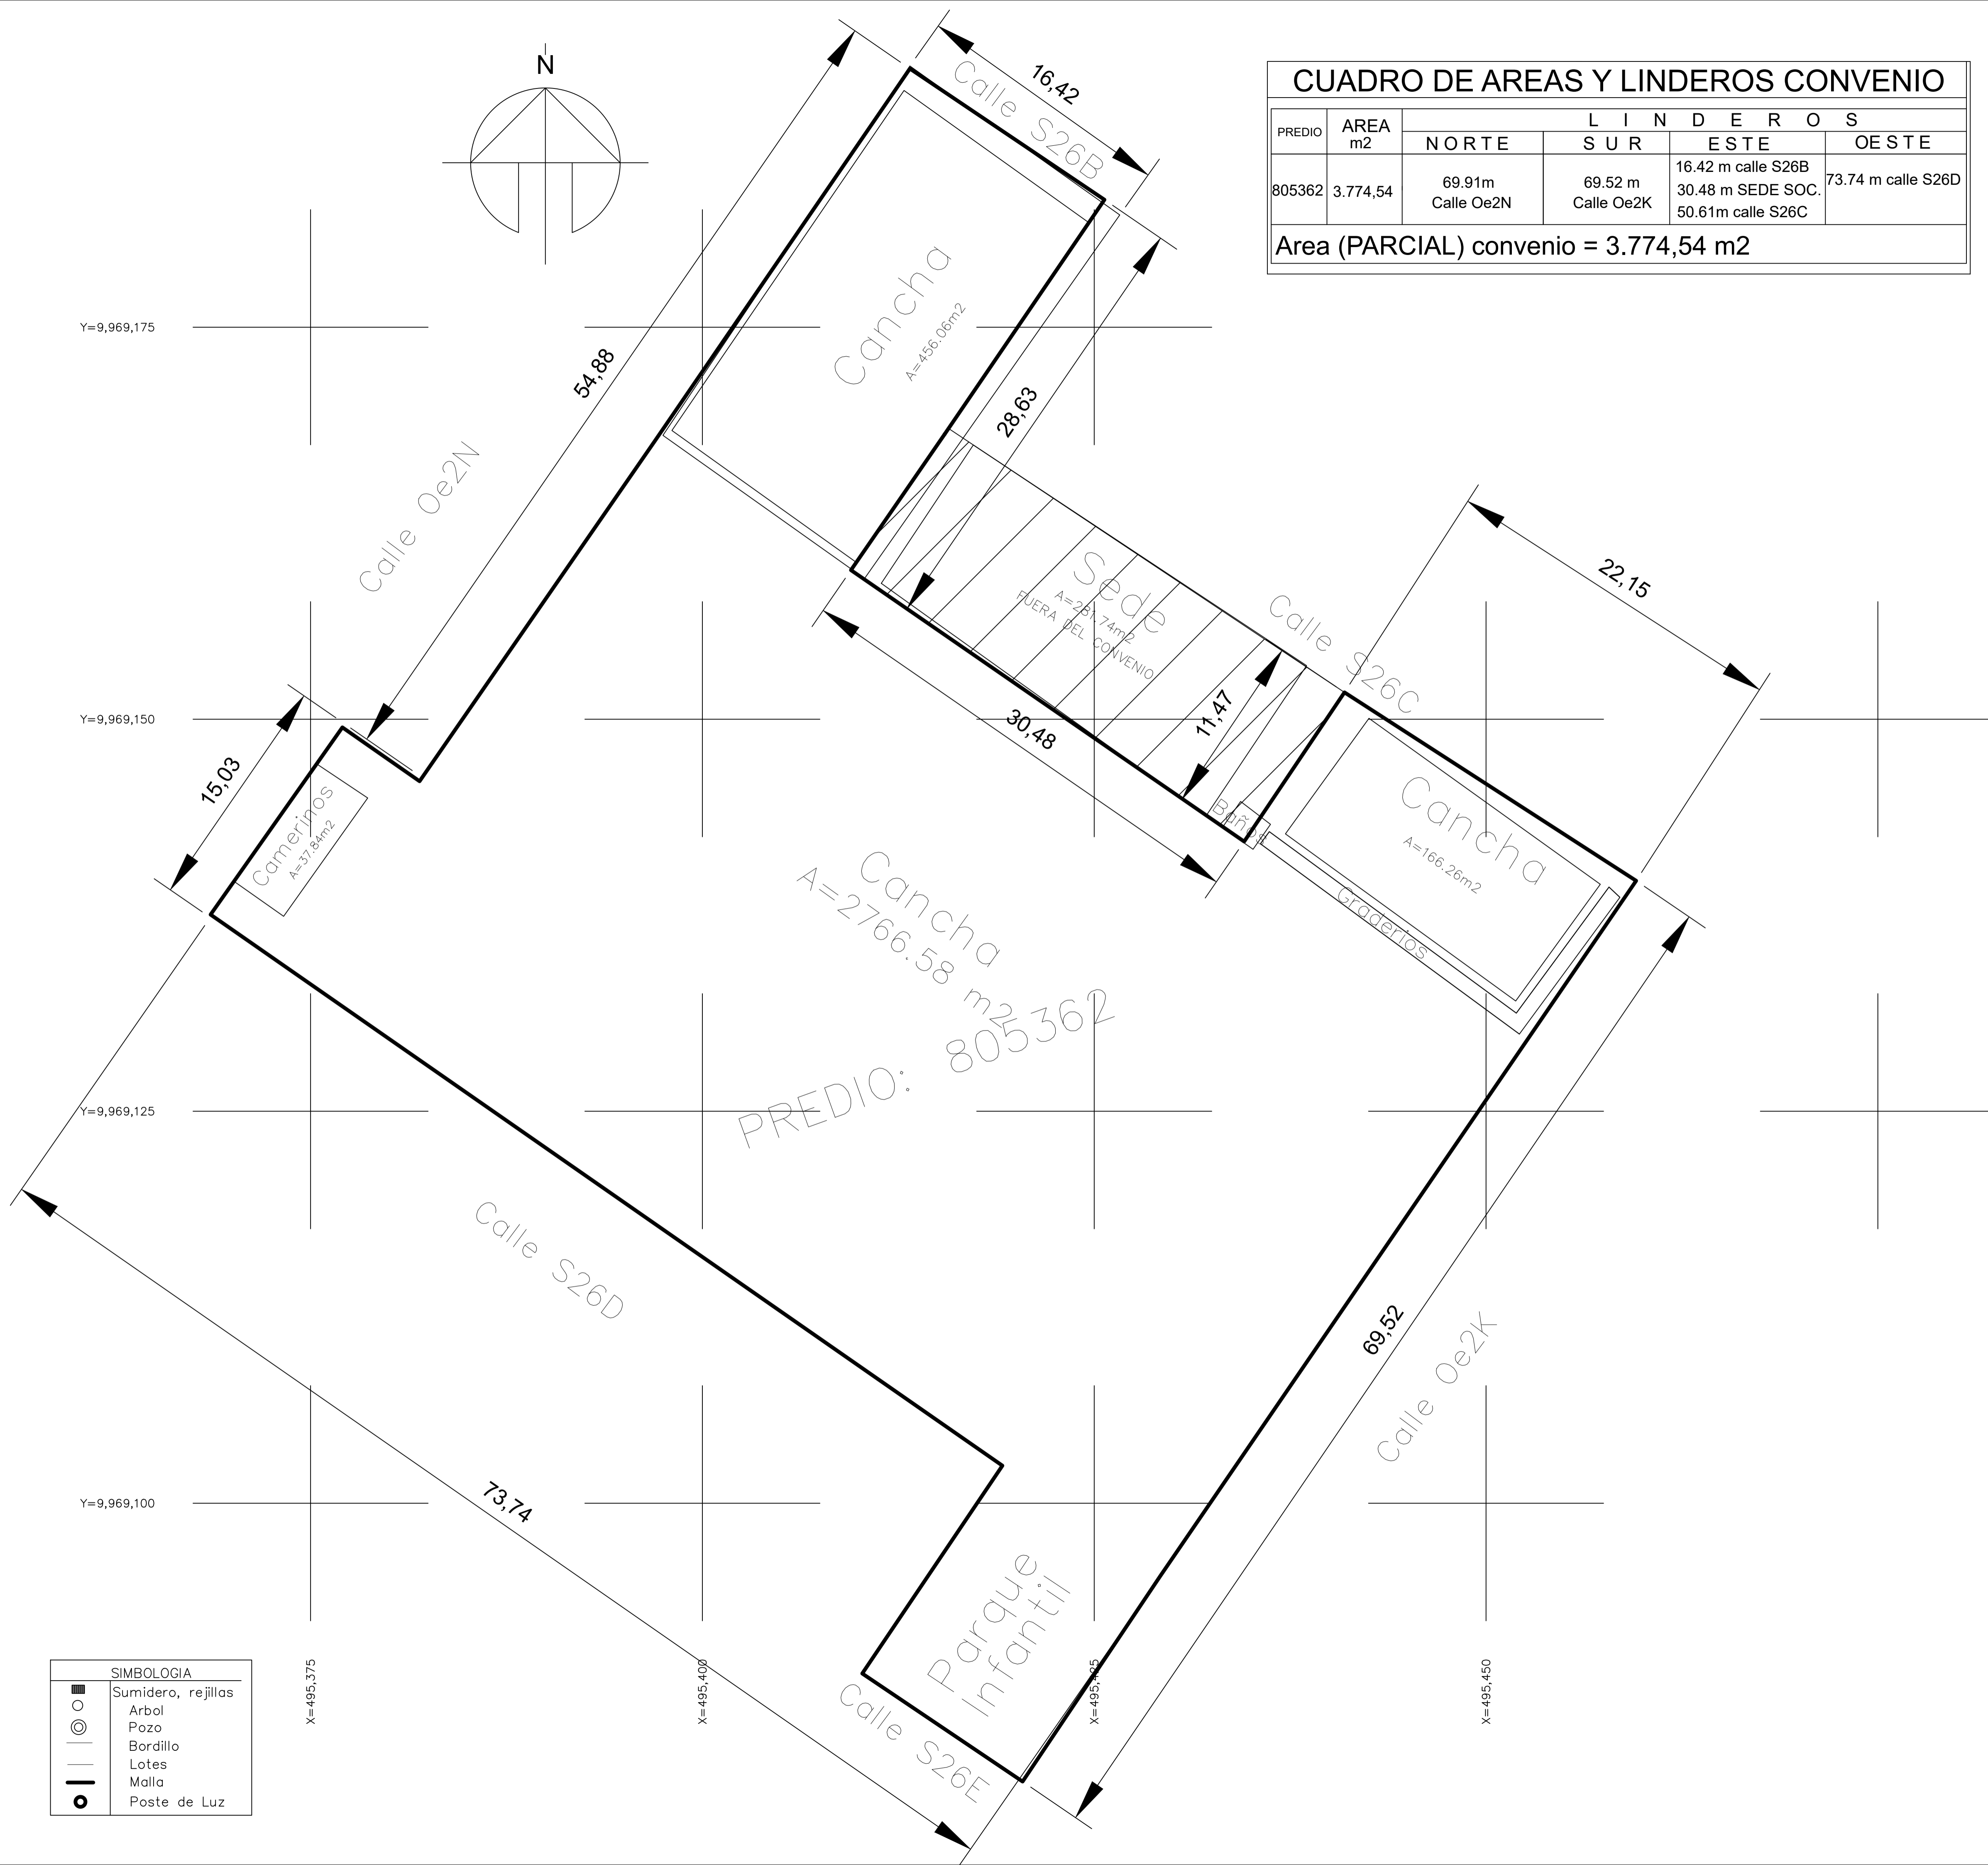 N
CUADRO DE AREAS Y LINDEROS CONVENIO
PREDIO
AREA
m2
L I N D E R O S
NORTE
SUR
ESTE
OESTE
805362
3.774,54
69.91m
Calle Oe2N
69.52 m
Calle Oe2K
16.42 m calle S26B
30.48 m SEDE SOC.
50.61m calle S26C
73.74 m calle S26D
Area (PARCIAL) convenio = 3.774,54 m2
16,42
Calle S26B
Cancha
A=456.06m2
54,88
28,63
Calle Oe2N
Y=9,969,175
Sede
A=281.74m2
FUERA DEL CONVENIO
Calle S26C
22,15
30,48
11,47
Y=9,969,150
15,03
Camerinos
A=37.84m2
Baños
Cancha
A=166.26m2
Graderios
Cancha
A=2766.58 m2
PREDIO: 805362
Y=9,969,125
Calle S26D
69,52
Calle Oe2K
73,74
Y=9,969,100
Parque
Infantil
Calle S26E
X=495,375
X=495,400
X=495,425
X=495,450
SIMBOLOGIA
Sumidero, rejillas
Arbol
Pozo
Bordillo
Lotes
Malla
Poste de Luz